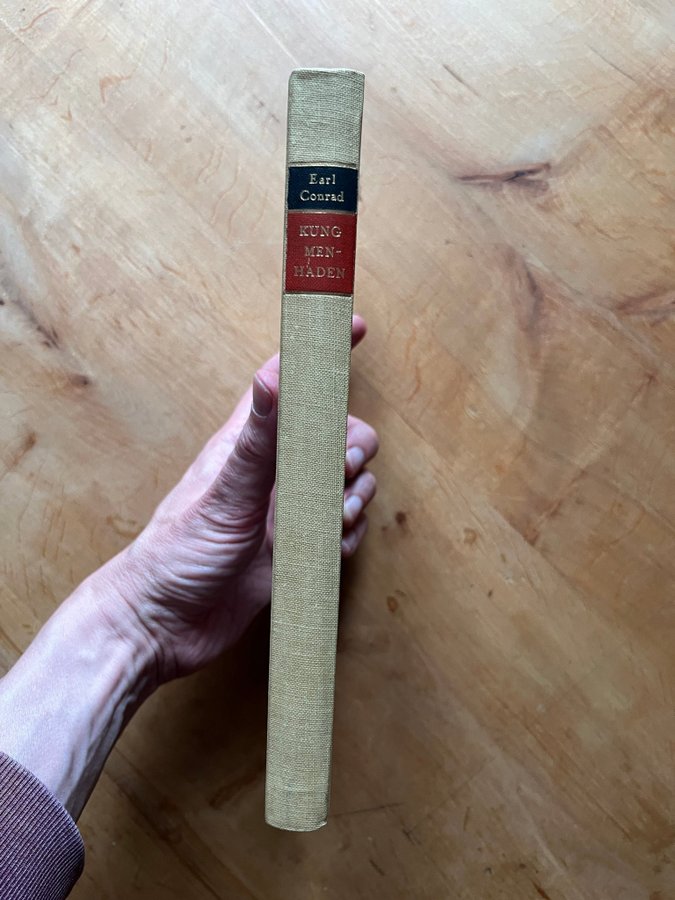 Earl
Conrad
KUNG
MEN-
HADEN